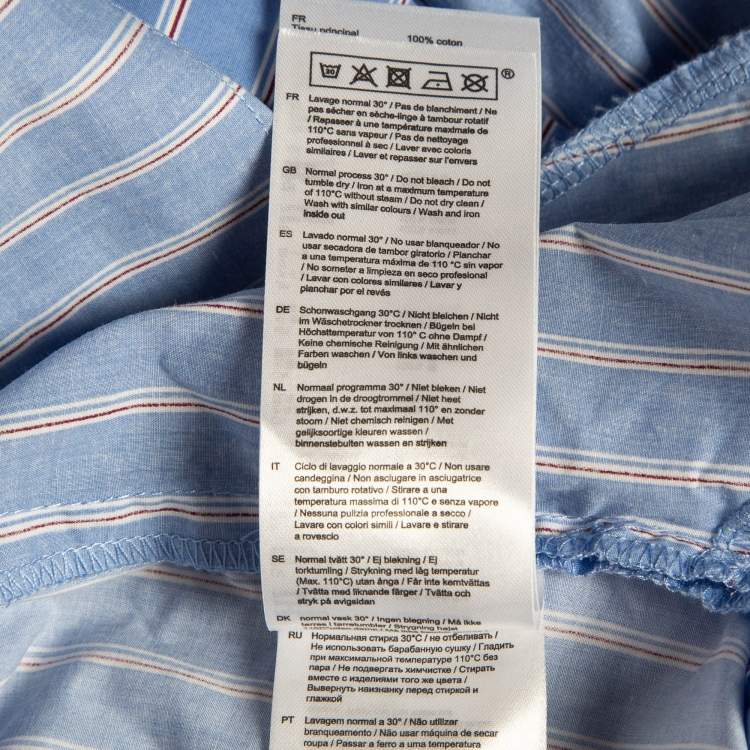 FR
Tissu principal 100% coton
30 ®
FR Lavage normal 30° / Pas de blanchiment / Ne
pas sécher en sèche-linge à tambour rotatif
/ Repasser à une température maximale de
110°C sans vapeur / Pas de nettoyage
professionnel à sec / Laver avec coloris
similaires / Laver et repasser sur l'envers
GB Normal process 30° / Do not bleach / Do not
tumble dry / Iron at a maximum temperature
of 110°C without steam / Do not dry clean /
Wash with similar colours / Wash and iron
inside out
ES Lavado normal 30° / No usar blanqueador / No
usar secadora de tambor giratorio / Planchar
a una temperatura máxima de 110 °C sin vapor
/ No someter a limpieza en seco profesional
/ Lavar con colores similares / Lavar y
planchar por el revés
DE Schonwaschgang 30°C / Nicht bleichen / Nicht
im Wäschetrockner trocknen / Bügeln bei
Höchsttemperatur von 110° C ohne Dampf /
Keine chemische Reinigung / Mit ähnlichen
Farben waschen / Von links waschen und
bügeln
NL Normaal programma 30° / Niet bleken / Niet
drogen in de droogtrommel / Niet heet
strijken, d.w.z. tot maximaal 110° en zonder
stoom / Niet chemisch reinigen / Met
gelijksoortige kleuren wassen /
binnenstebuiten wassen en strijken
IT Ciclo di lavaggio normale a 30°C / Non usare
candeggina / Non asciugare in asciugatrice
con tamburo rotativo / Stirare a una
temperatura massima di 110°C e senza vapore
/ Nessuna pulizia professionale a secco /
Lavare con colori simili / Lavare e stirare
a rovescio
SE Normal tvätt 30° / Ej blekning / Ej
torktumling / Strykning med låg temperatur
(Max. 110°C) utan ånga / Får inte kemtvättas
/ Tvätta med liknande färger / Tvätta och
stryk på avigsidan
DK normal vask 30° / Ingen blegning / Må ikke
RU Нормальная стирка 30°C / не отбеливать /
Не использовать барабанную сушку / Гладить
при максимальной температуре 110°C без
пара / Не подвергать химчистке / Стирать
вместе с изделиями того же цвета /
Вывернуть наизнанку перед стиркой и
глажкой
PT Lavagem normal a 30° / Não utilizar
branqueamento / Não usar máquina de secar
roupa / Passar a ferro a uma temperatura